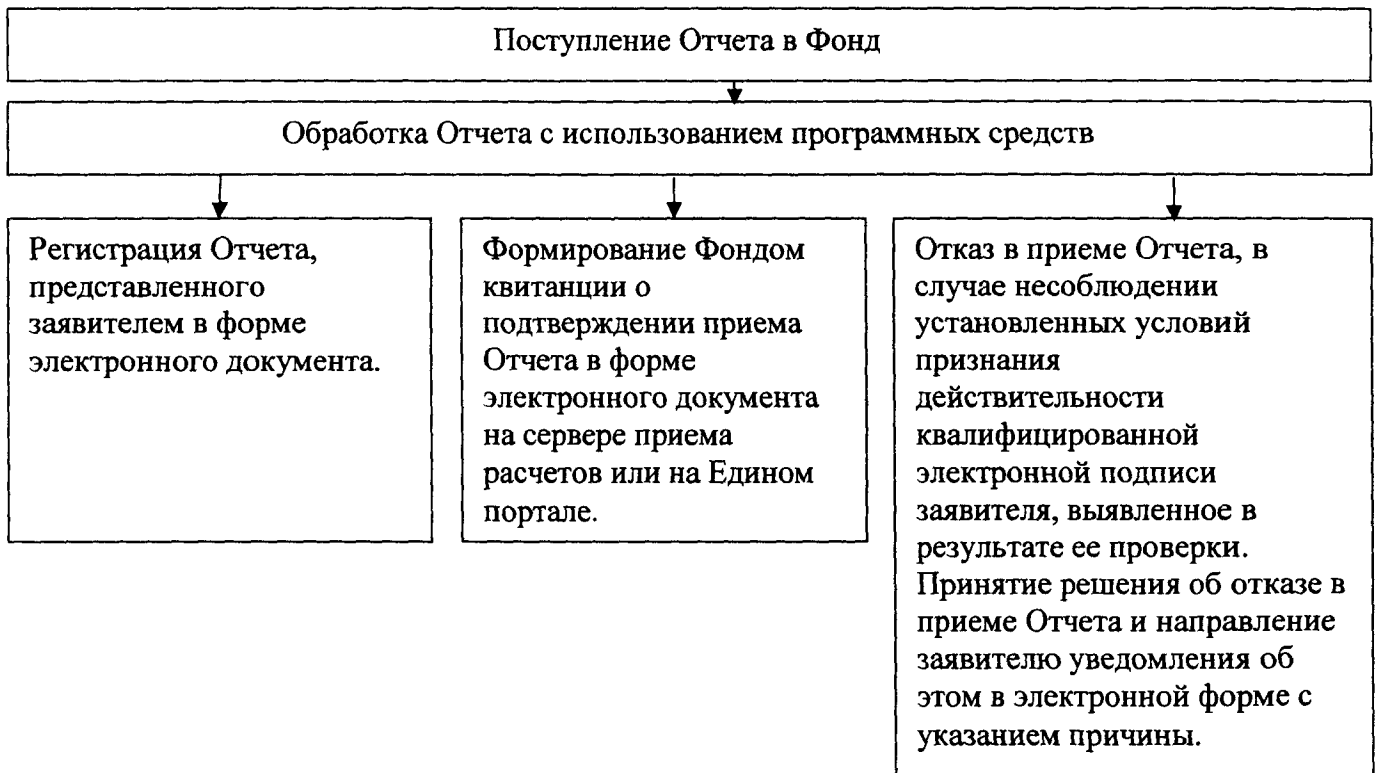 Поступление Отчета в Фонд
Обработка Отчета с использованием программных средств
Регистрация Отчета,
представленного
заявителем в форме
электронного документа.
Формирование Фондом
квитанции о
подтверждении приема
Отчета в форме
электронного документа
на сервере приема
расчетов или на Едином
портале.
Отказ в приеме Отчета, в
случае несоблюдении
установленных условий
признания
действительности
квалифицированной
электронной подписи
заявителя, выявленное в
результате ее проверки.
Принятие решения об отказе в
приеме Отчета и направление
заявителю уведомления об
этом в электронной форме с
указанием причины.